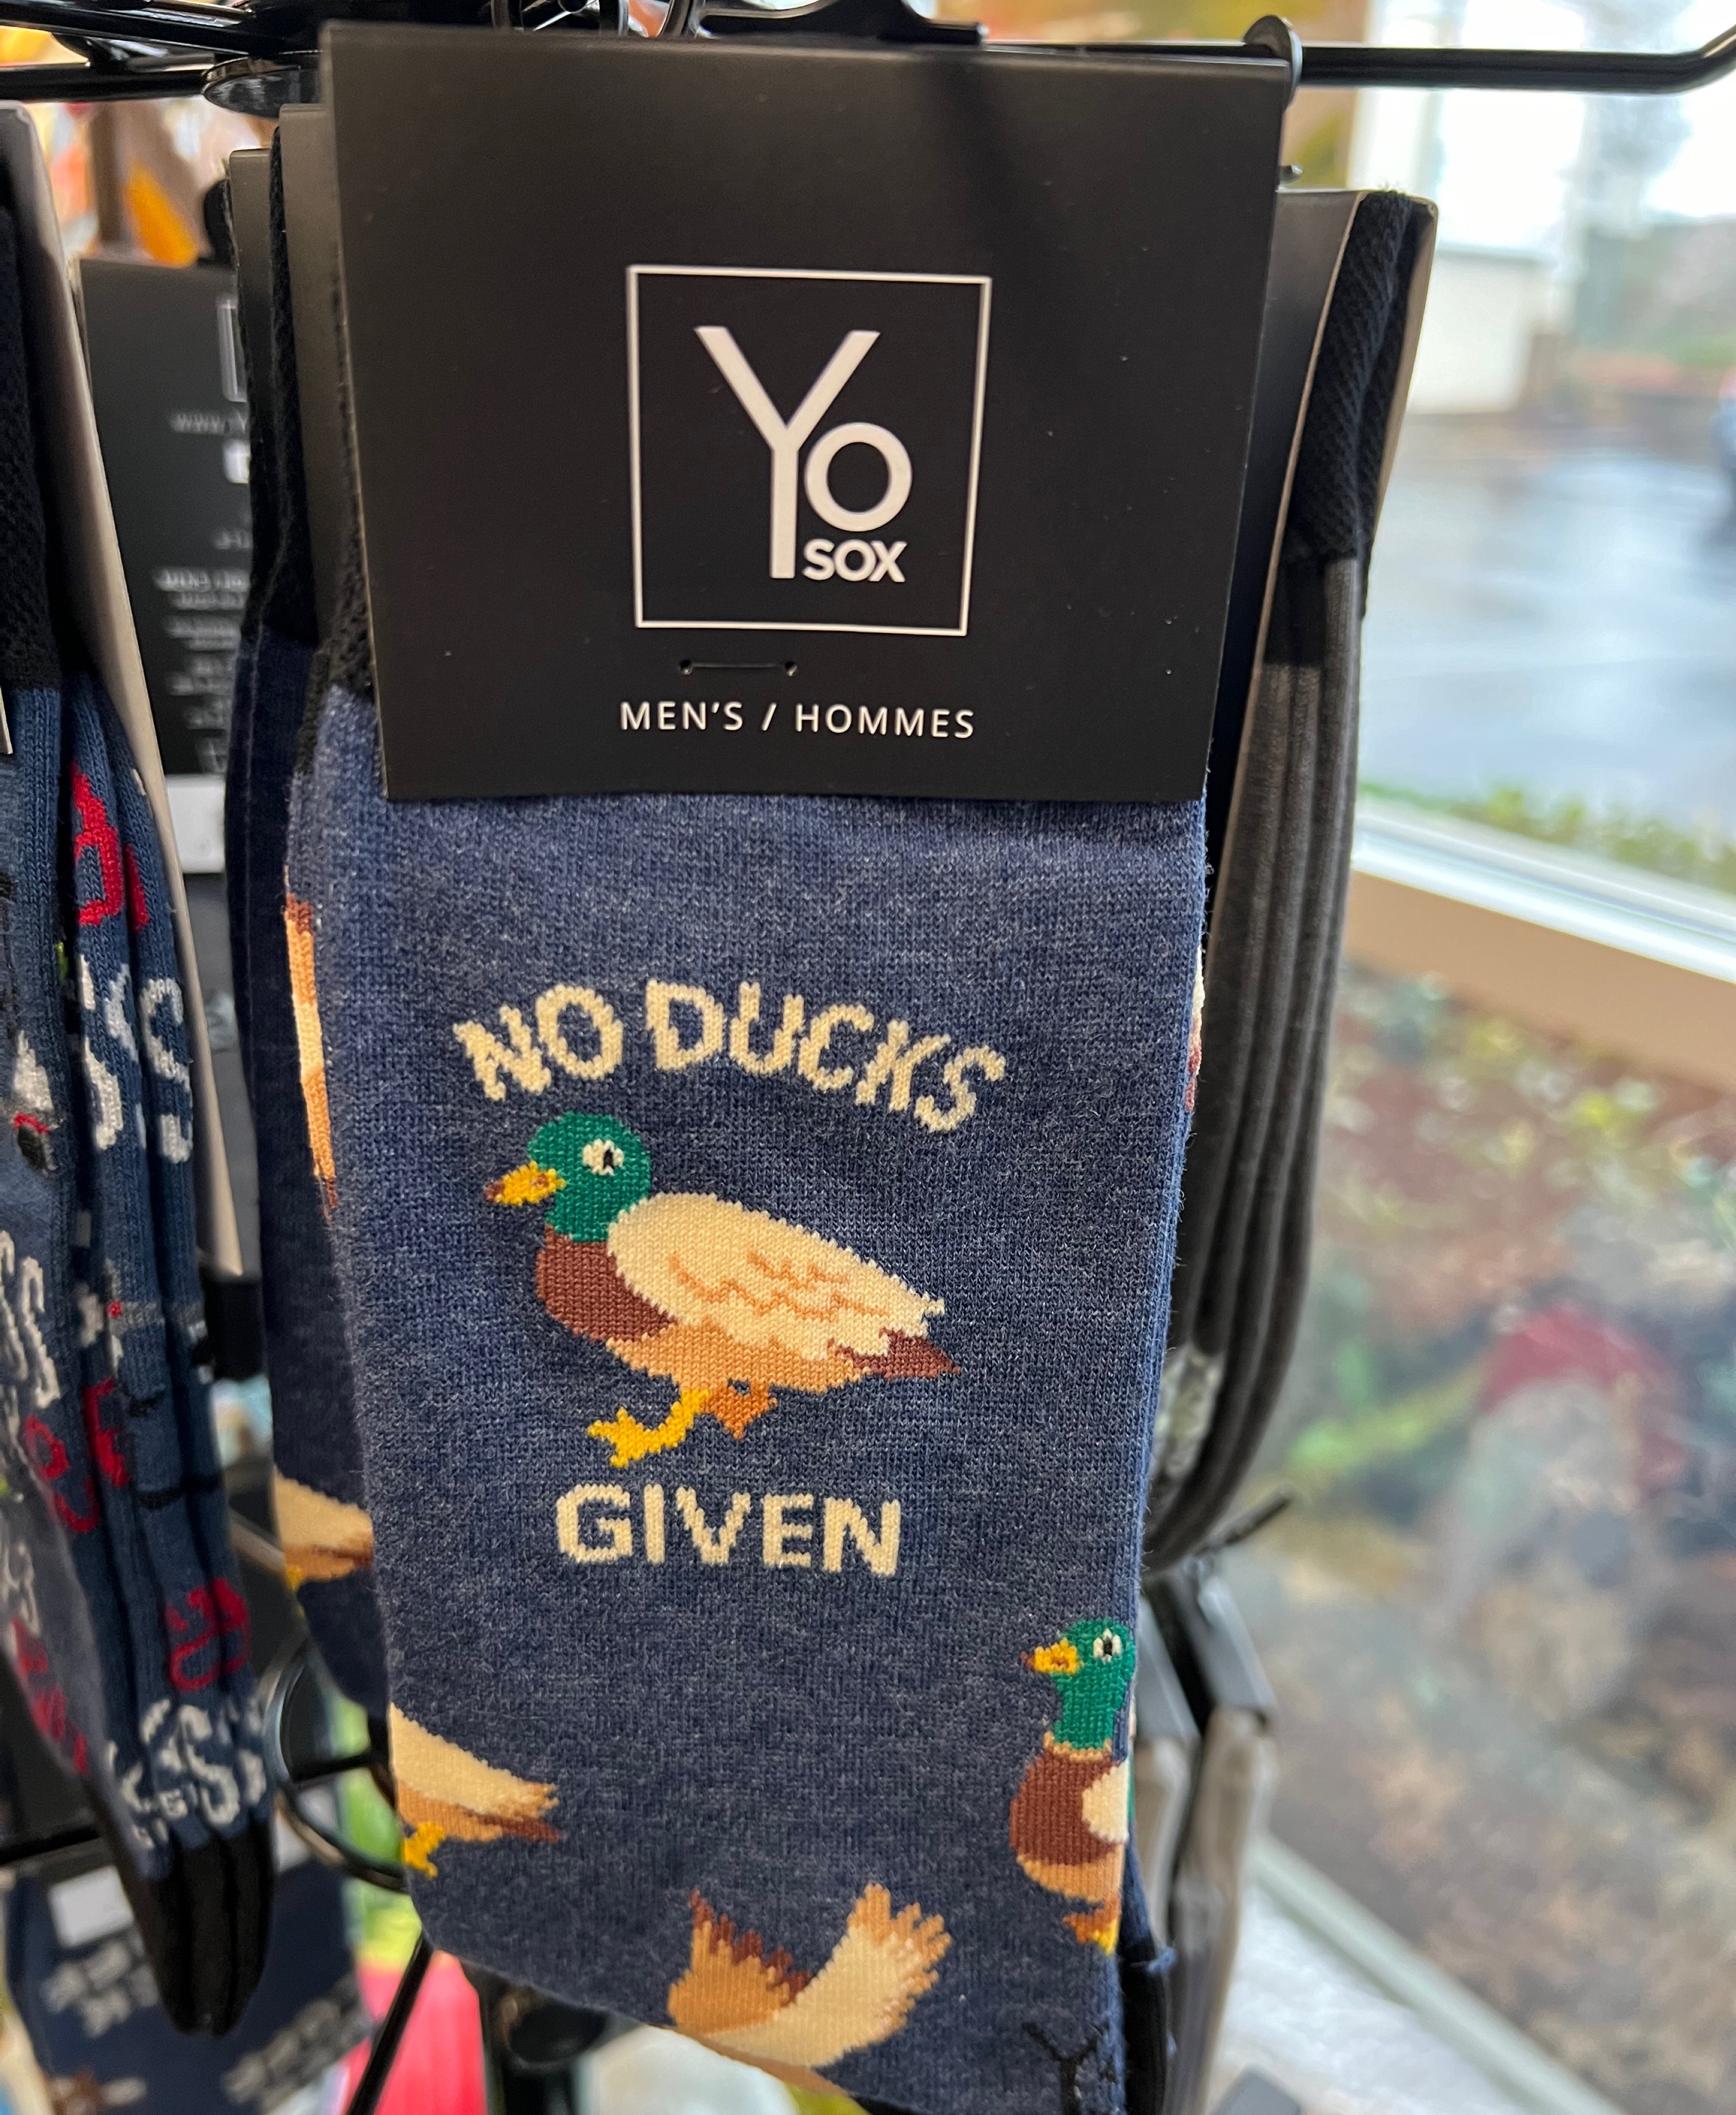 Yo
SOX
MEN'S / HOMMES
NO DUCKS
GIVEN